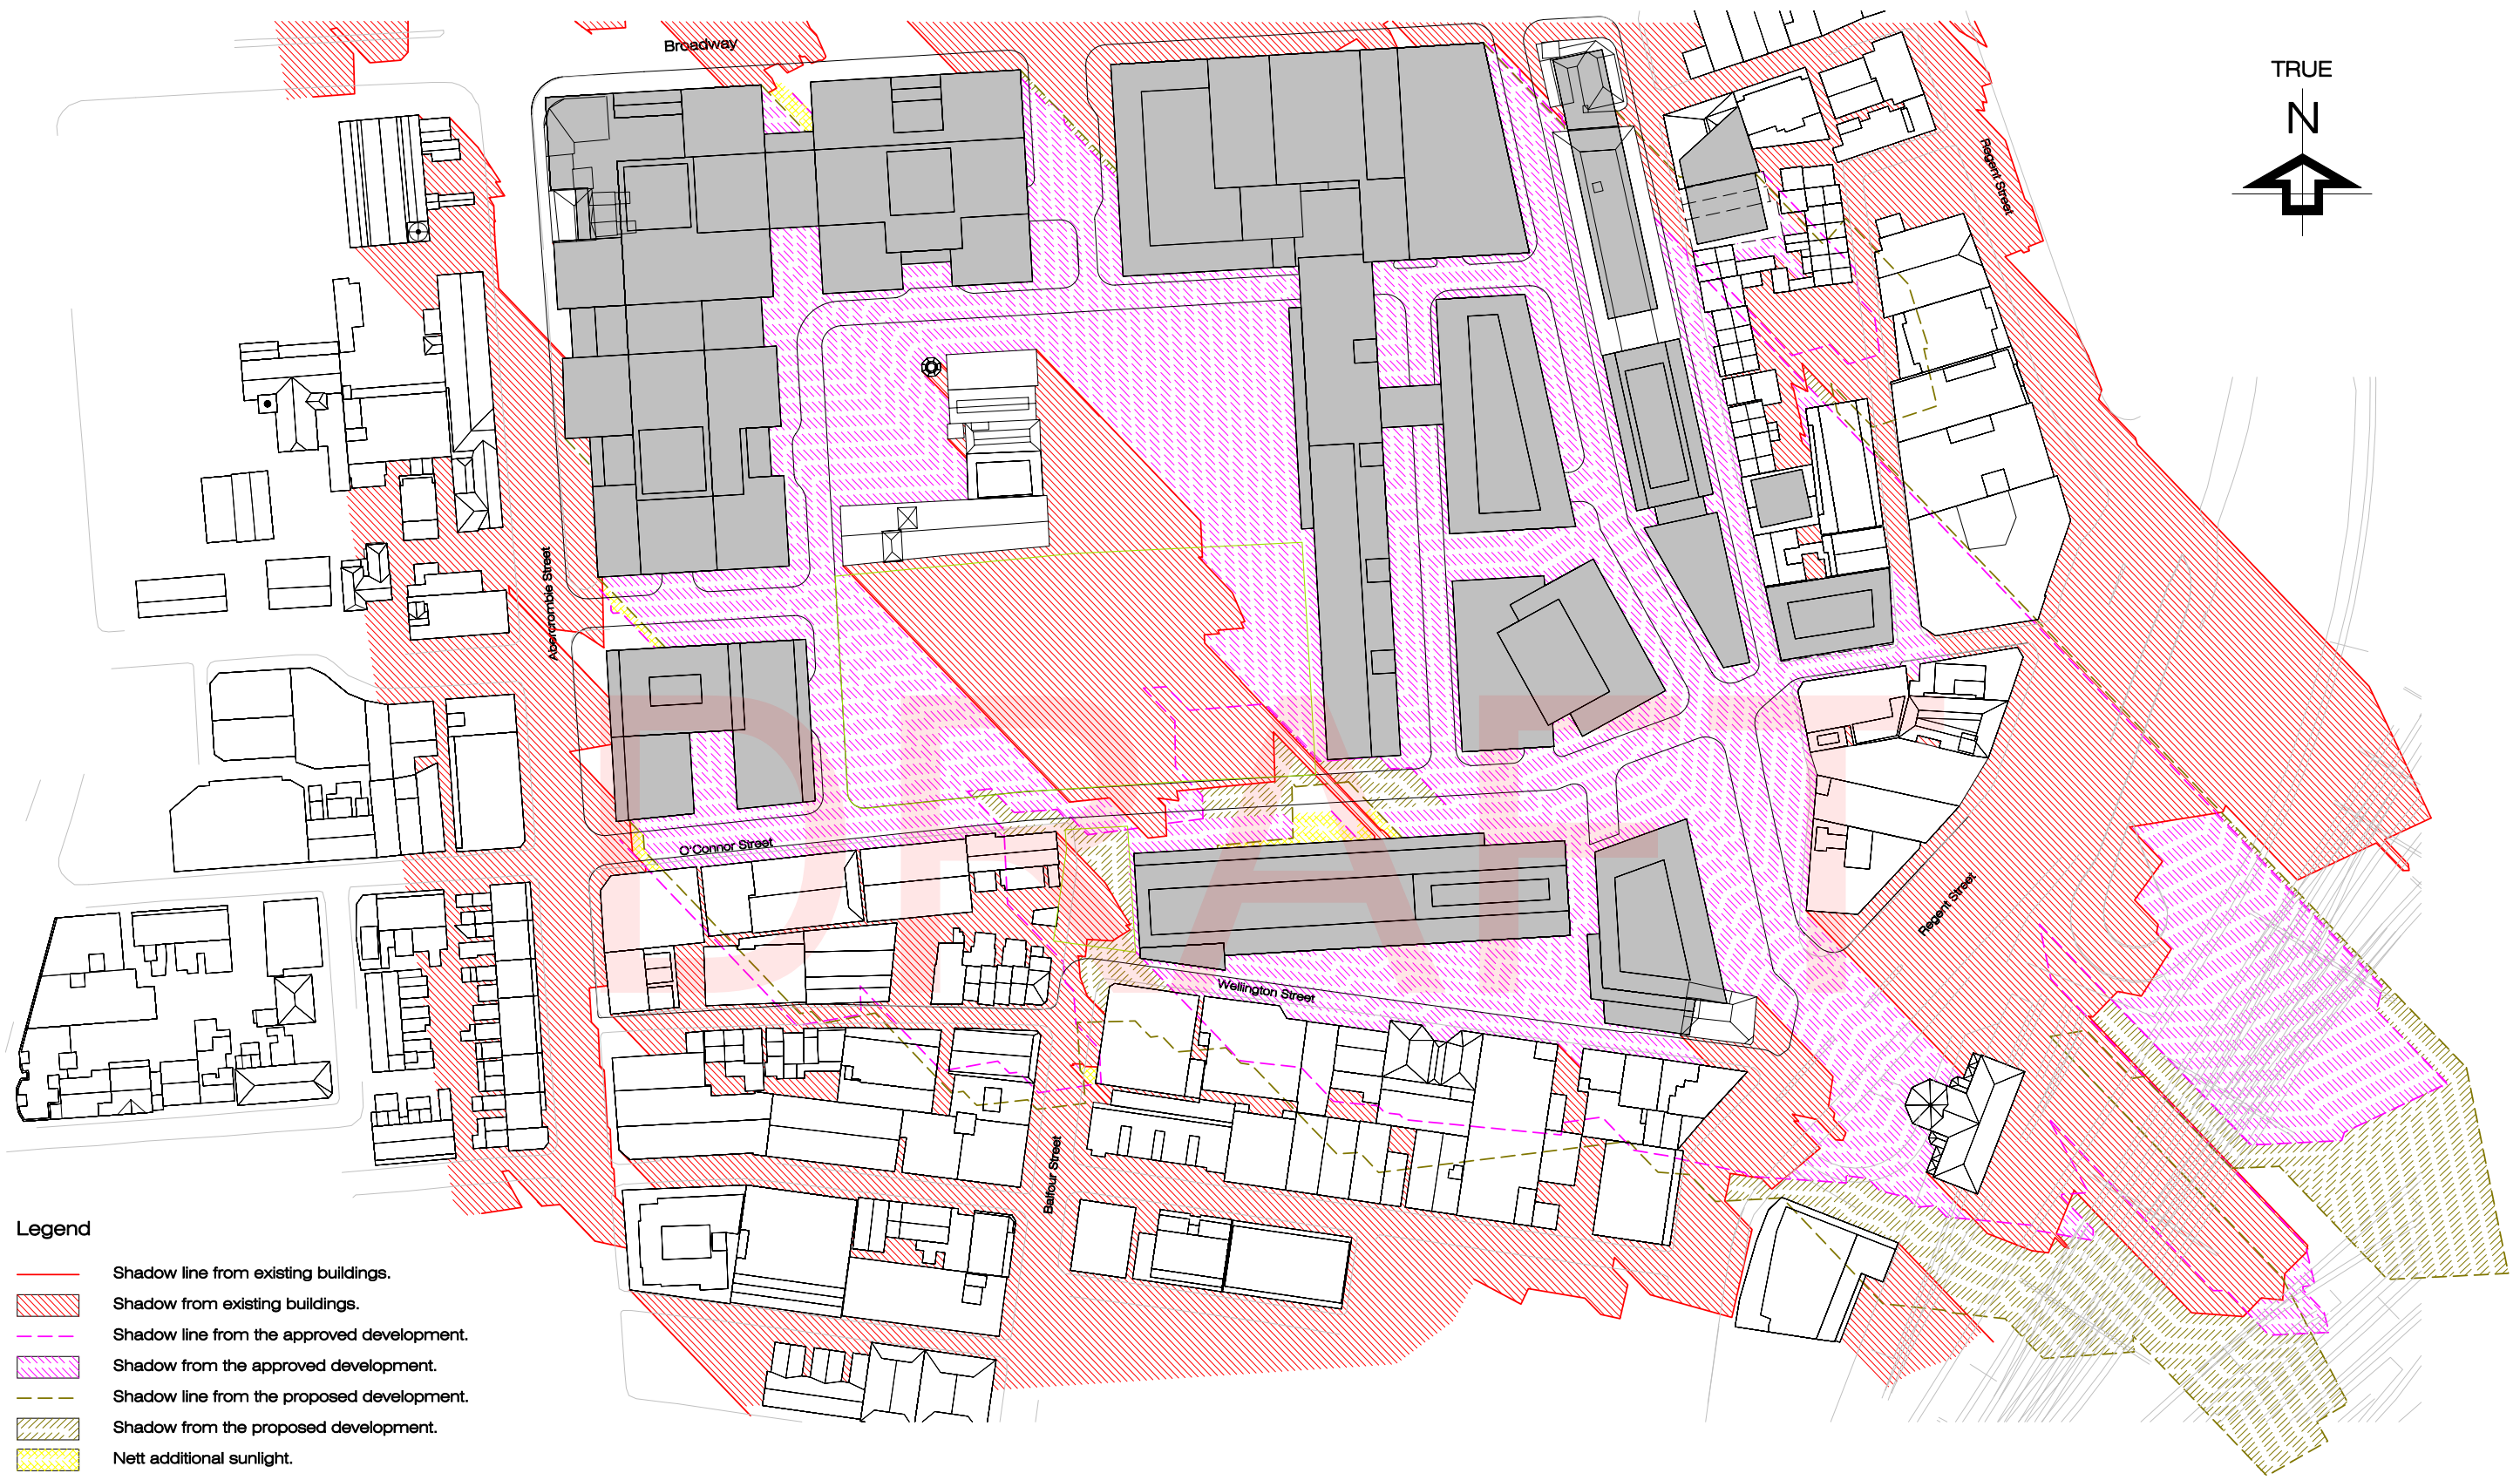 Broadway
TRUE
N
Regent Street
Abercrombie Street
DRAFT
O'Connor Street
Regent Street
Wellington Street
Balfour Street
Legend
Shadow line from existing buildings.
Shadow from existing buildings.
Shadow line from the approved development.
Shadow from the approved development.
Shadow line from the proposed development.
Shadow from the proposed development.
Nett additional sunlight.